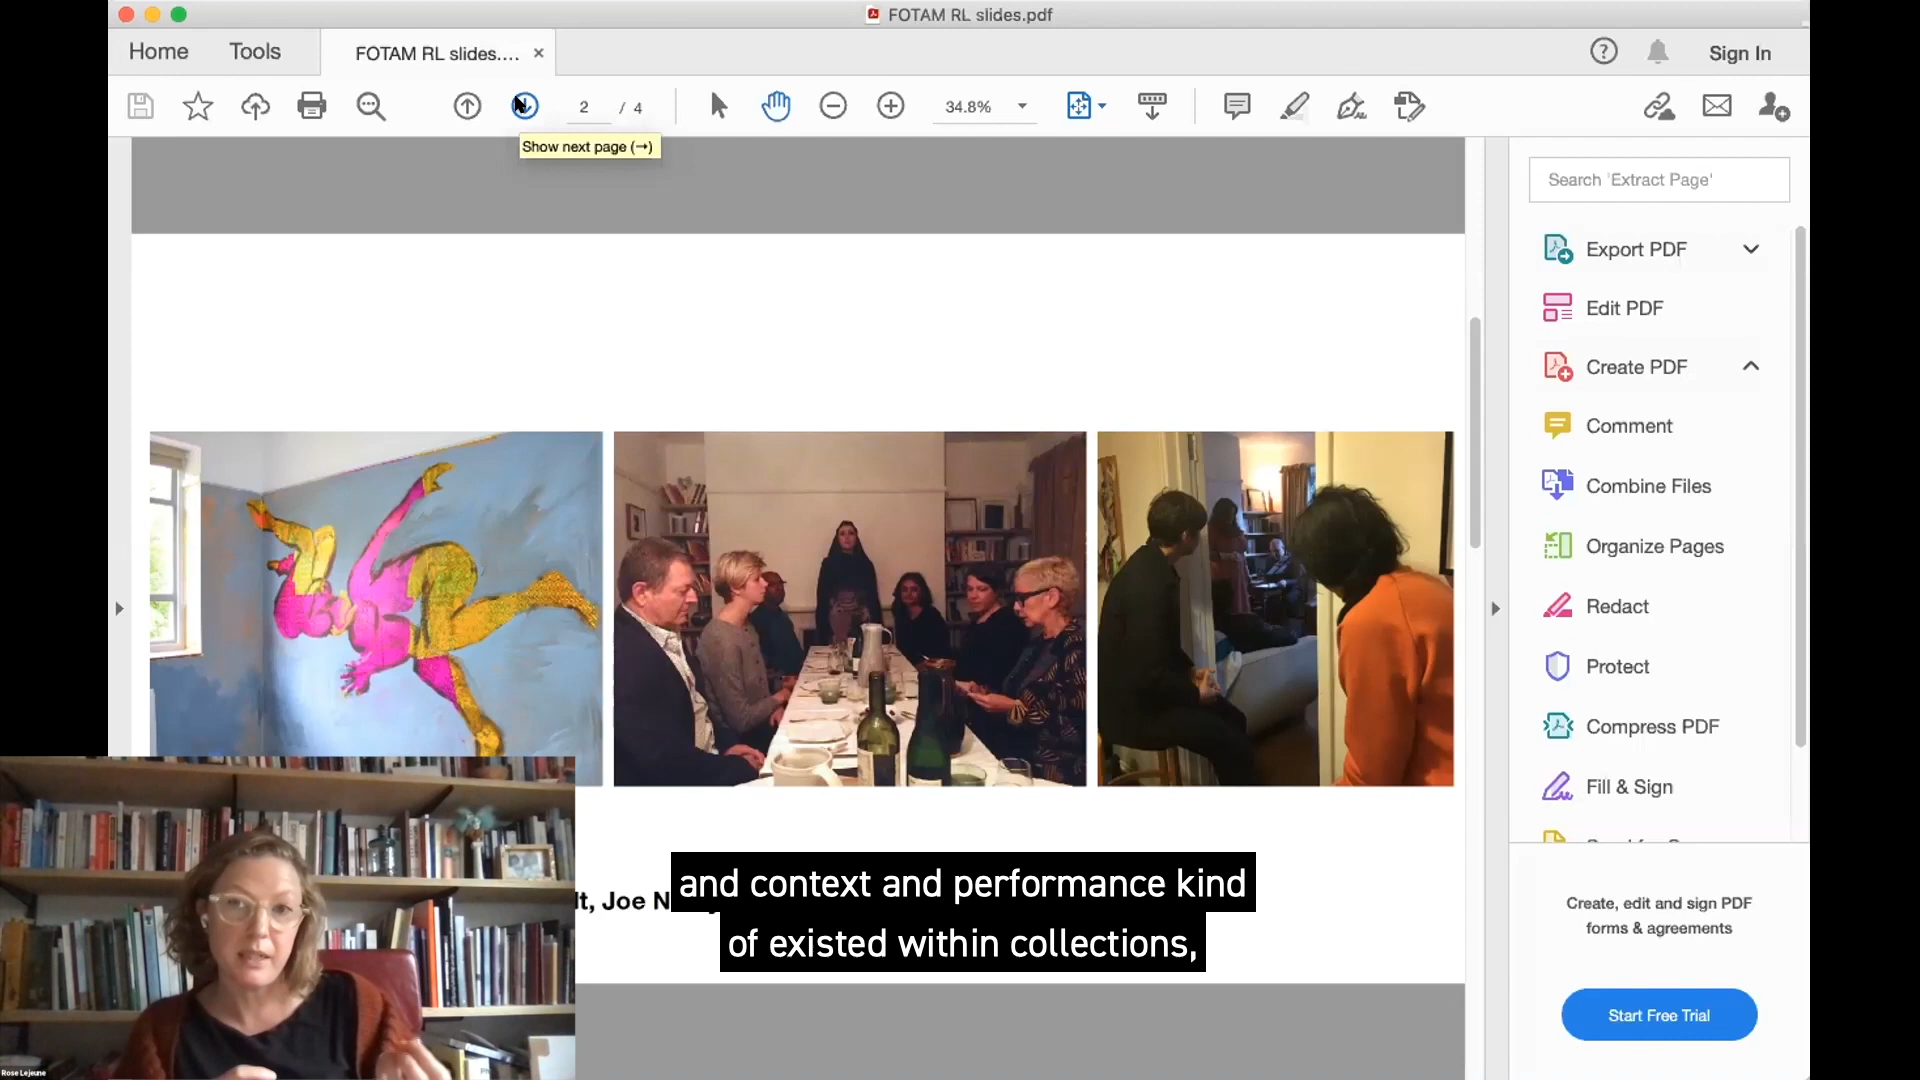 FOTAM RL slides.pdf
Home
Tools
FOTAM RL slides....
Sign In
2 / 4
34.8%
Show next page (→)
Search 'Extract Page'
Export PDF
Edit PDF
Create PDF
Comment
Combine Files
Organize Pages
Redact
Protect
Compress PDF
Fill & Sign
lt, Joe
and context and performance kind
of existed within collections,
Create, edit and sign PDF
forms & agreements
Start Free Trial
Rose Lejeune